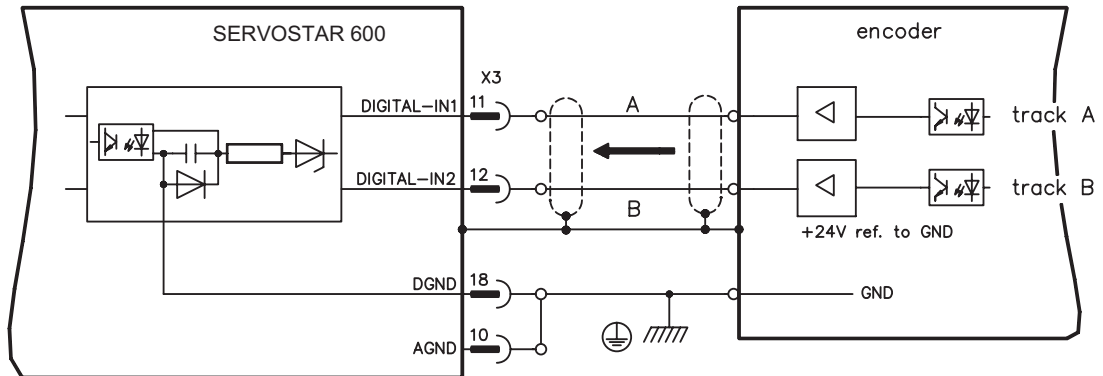 SERVOSTAR 600
encoder
X3
DIGITAL-IN1
11
A
track A
DIGITAL-IN2
12
B
track B
+24V ref. to GND
DGND
18
GND
AGND
10